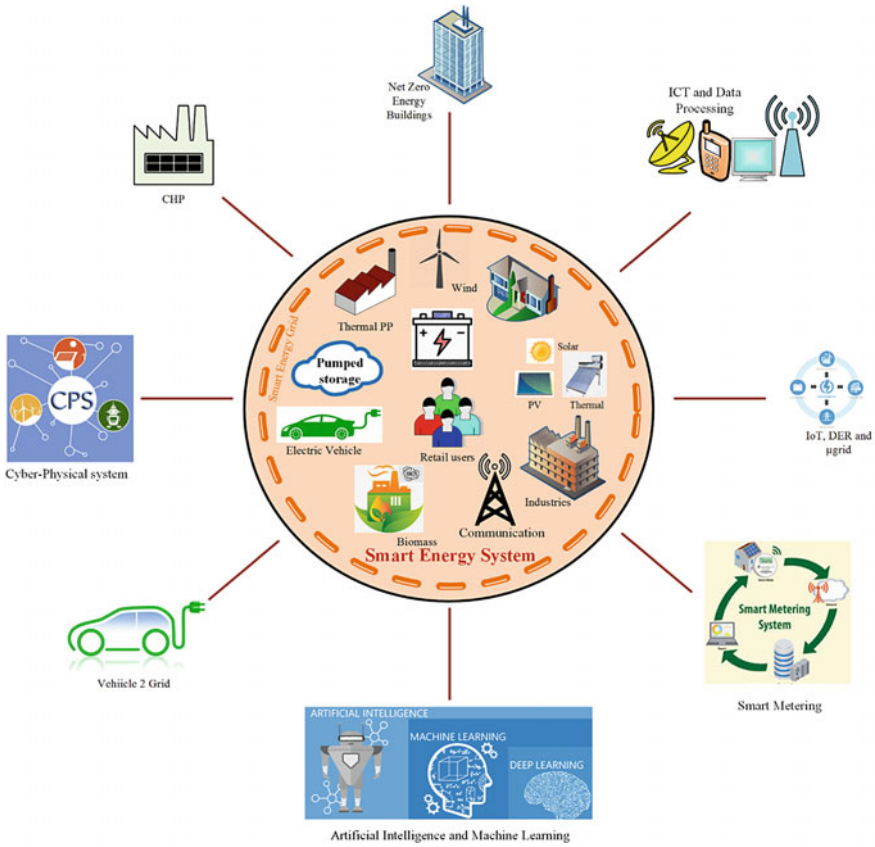 Net Zero
Energy
Buildings
ICT and Data
Processing
CHP
Wind
Thermal PP
Smart Energy Grid
Solar
Pumped
storage
PV
Thermal
CPS
IoT, DER and
µgrid
Electric Vehicle
Retail users
Cyber-Physical system
Industries
Biomass
Communication
Smart Energy System
Smart Metering
System
Vehiicle 2 Grid
Smart Metering
ARTIFICIAL INTELLIGENCE
MACHINE LEARNING
DEEP LEARNING
Artificial Intelligence and Machine Learning